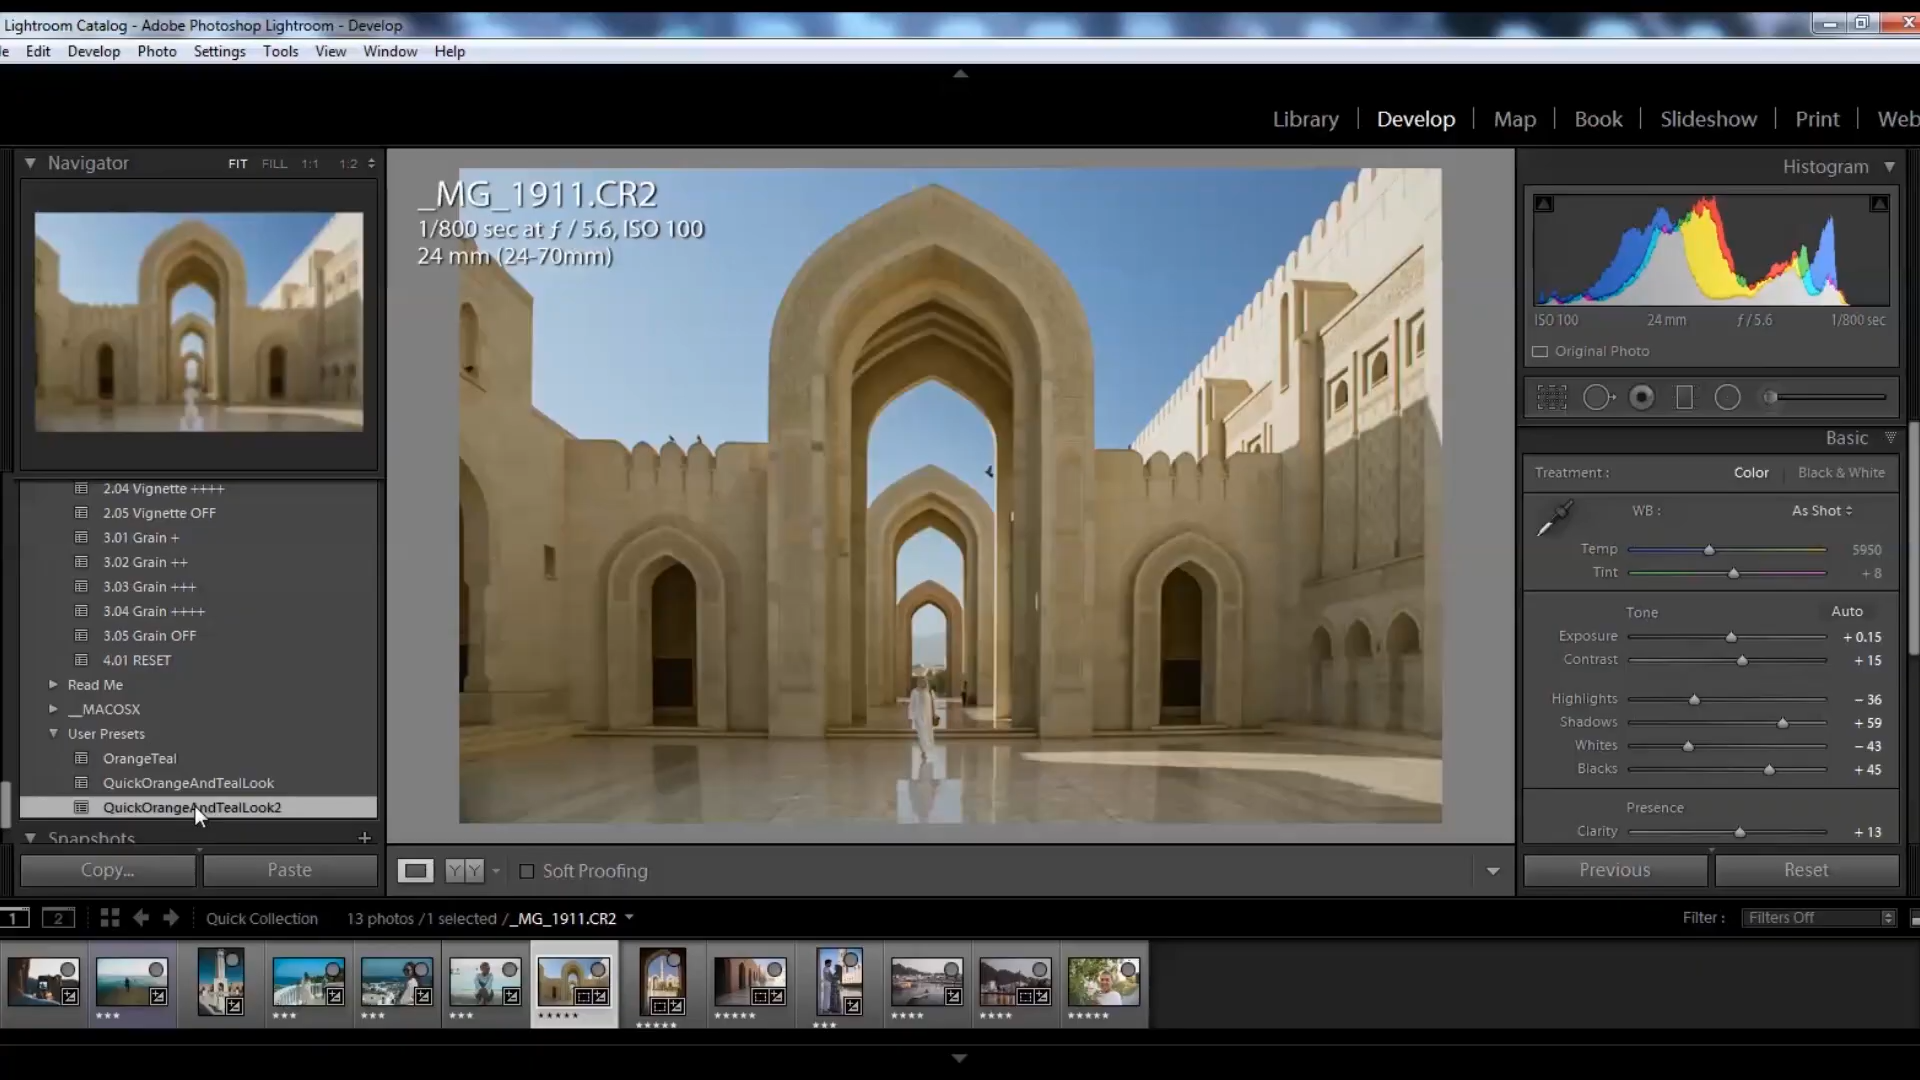 Lightroom Catalog - Adobe Photoshop Lightroom - Develop
Edit Develop Photo Settings Tools View Window Help
Library | Develop | Map | Book | Slideshow | Print | Web
Navigator FIT FILL 1:1 1:2
_MG_1911.CR2
1/800 sec at ƒ / 5.6, ISO 100
24 mm (24-70mm)
2.04 Vignette ++++
2.05 Vignette OFF
3.01 Grain +
3.02 Grain ++
3.03 Grain +++
3.04 Grain ++++
3.05 Grain OFF
4.01 RESET
Read Me
__MACOSX
User Presets
OrangeTeal
QuickOrangeAndTealLook
QuickOrangeAndTealLook2
Snapshots +
Copy... Paste
YY Soft Proofing
Histogram
ISO 100 24 mm ƒ / 5.6 1/800 sec
Original Photo
Basic
Treatment : Color | Black & White
WB : As Shot
Temp 5950
Tint + 8
Tone Auto
Exposure + 0.15
Contrast + 15
Highlights – 36
Shadows + 59
Whites – 43
Blacks + 45
Presence
Clarity + 13
Previous Reset
1 2 Quick Collection 13 photos /1 selected /_MG_1911.CR2 Filter : Filters Off